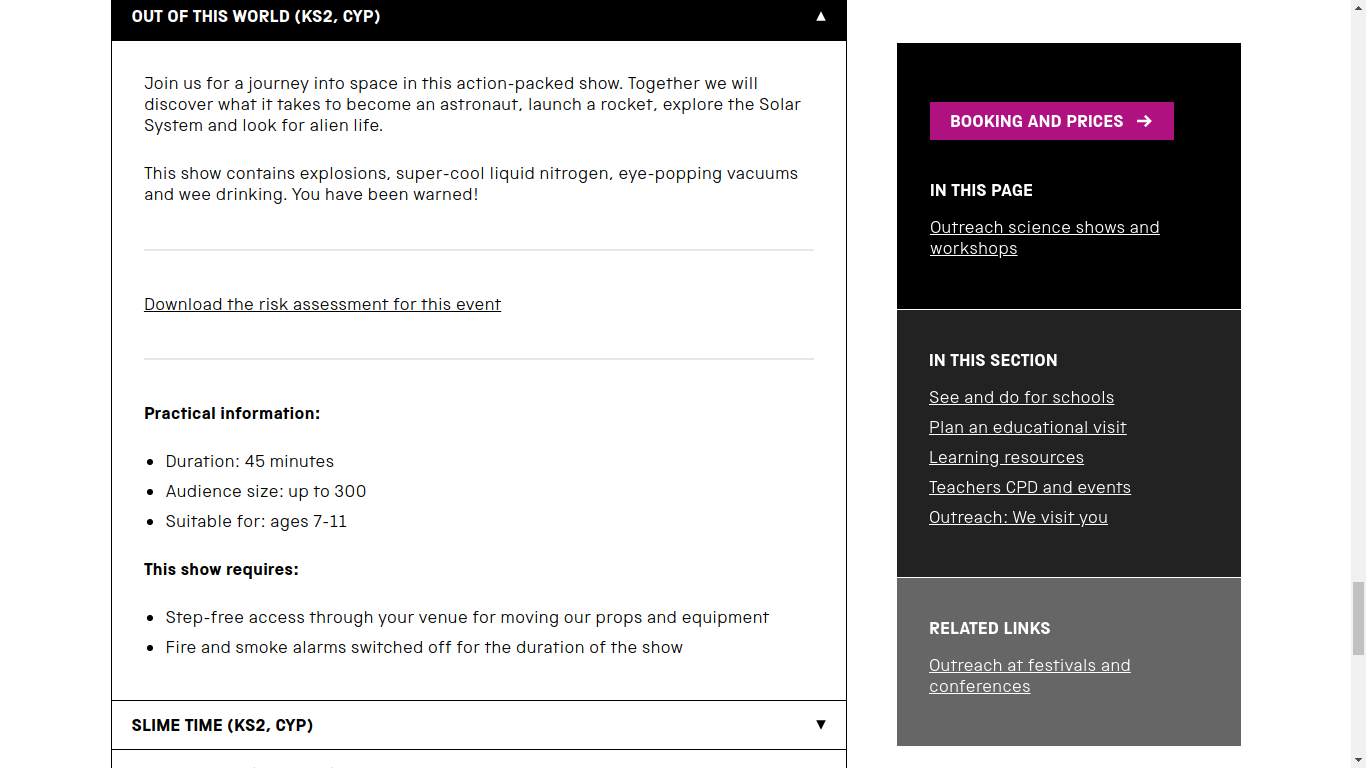 OUT OF THIS WORLD (KS2, CYP)
Join us for a journey into space in this action-packed show. Together we will
discover what it takes to become an astronaut, launch a rocket, explore the Solar
System and look for alien life.
This show contains explosions, super-cool liquid nitrogen, eye-popping vacuums
and wee drinking. You have been warned!
Download the risk assessment for this event
Practical information:
Duration: 45 minutes
Audience size: up to 300
Suitable for: ages 7-11
This show requires:
Step-free access through your venue for moving our props and equipment
Fire and smoke alarms switched off for the duration of the show
SLIME TIME (KS2, CYP)
BOOKING AND PRICES
IN THIS PAGE
Outreach science shows and
workshops
IN THIS SECTION
See and do for schools
Plan an educational visit
Learning resources
Teachers CPD and events
Outreach: We visit you
RELATED LINKS
Outreach at festivals and
conferences